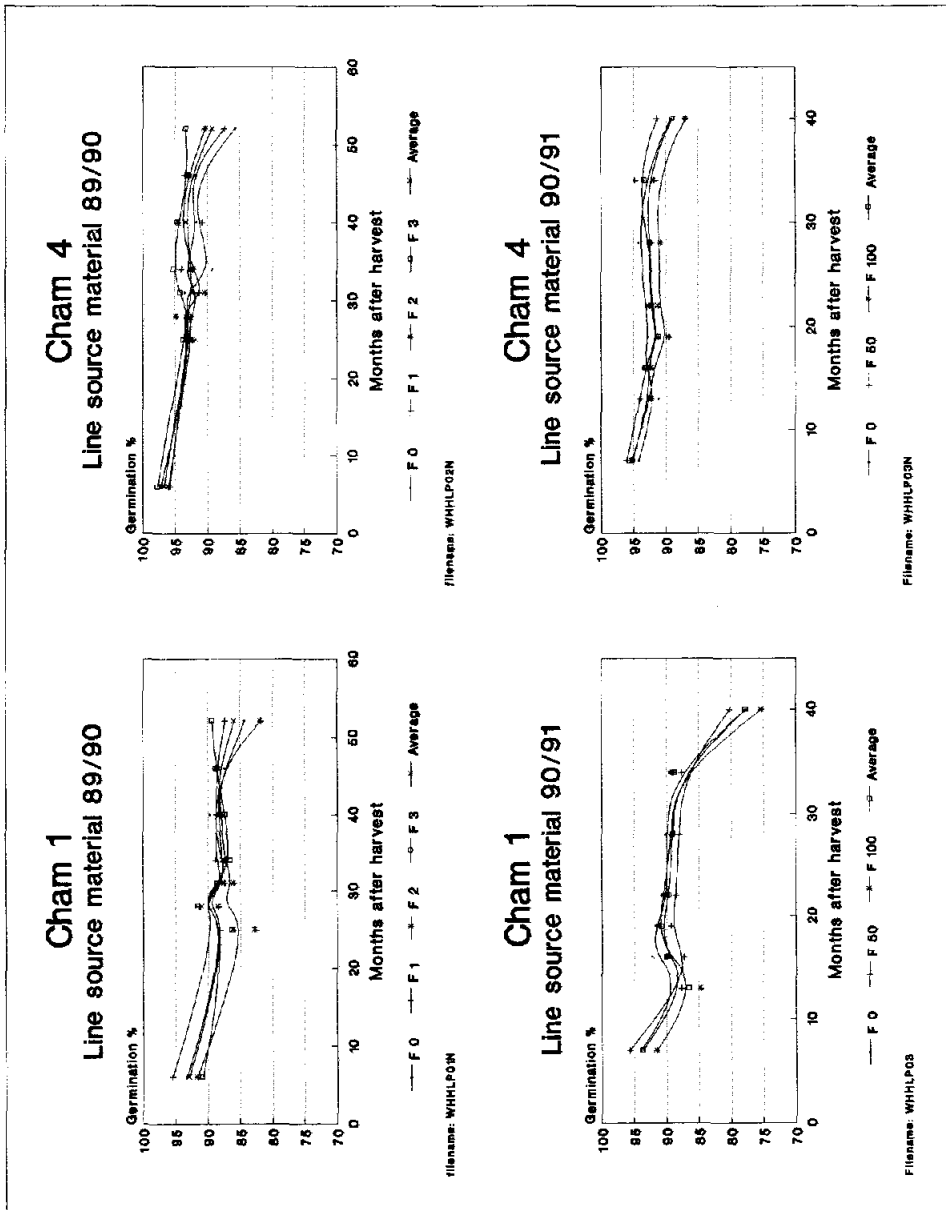 Cham 1
Line source material 89/90
Germination %
100
95
90
85
80
75
70
0 10 20 30 40 50 60
Months after harvest
F 0 F 1 F 2 F 3 Average
filename: WHHLP01N
Cham 4
Line source material 89/90
Germination %
100
95
90
85
80
75
70
0 10 20 30 40 50 60
Months after harvest
F 0 F 1 F 2 F 3 Average
filename: WHHLP02N
Cham 1
Line source material 90/91
Germination %
100
95
90
85
80
75
70
0 10 20 30 40
Months after harvest
F 0 F 50 F 100 Average
Filename: WHHLP03
Cham 4
Line source material 90/91
Germination %
100
95
90
85
80
75
70
0 10 20 30 40
Months after harvest
F 0 F 50 F 100 Average
Filename: WHHLP03N